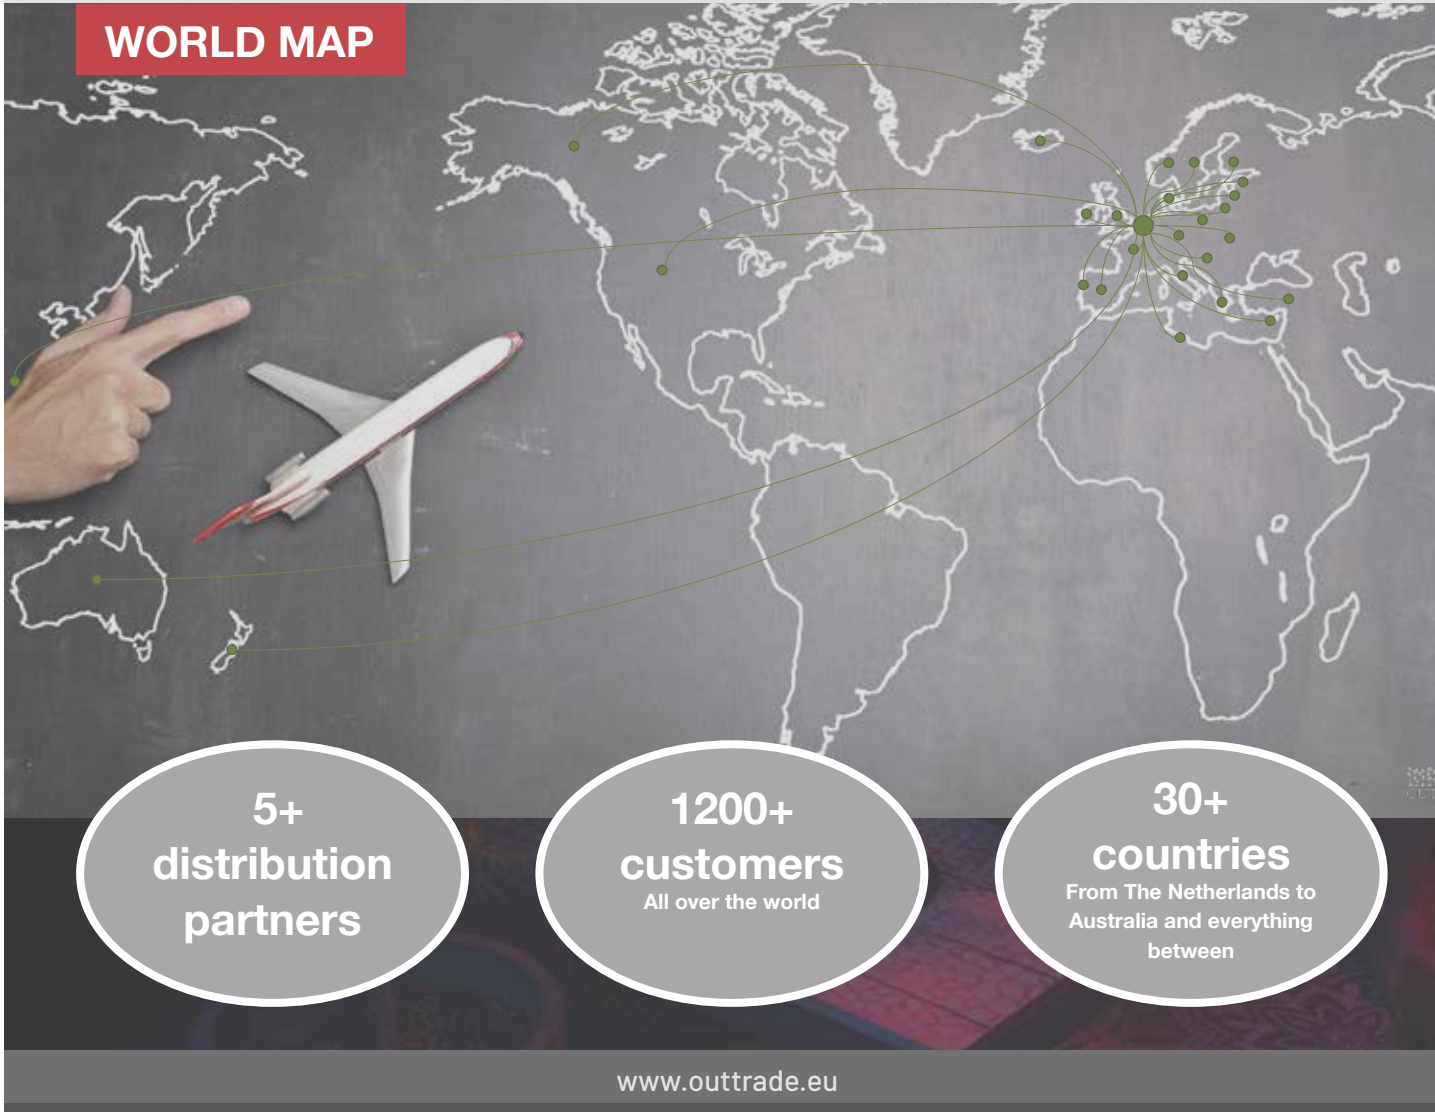 WORLD MAP
5+
distribution
partners
1200+
customers
All over the world
30+
countries
From The Netherlands to
Australia and everything
between
www.outtrade.eu